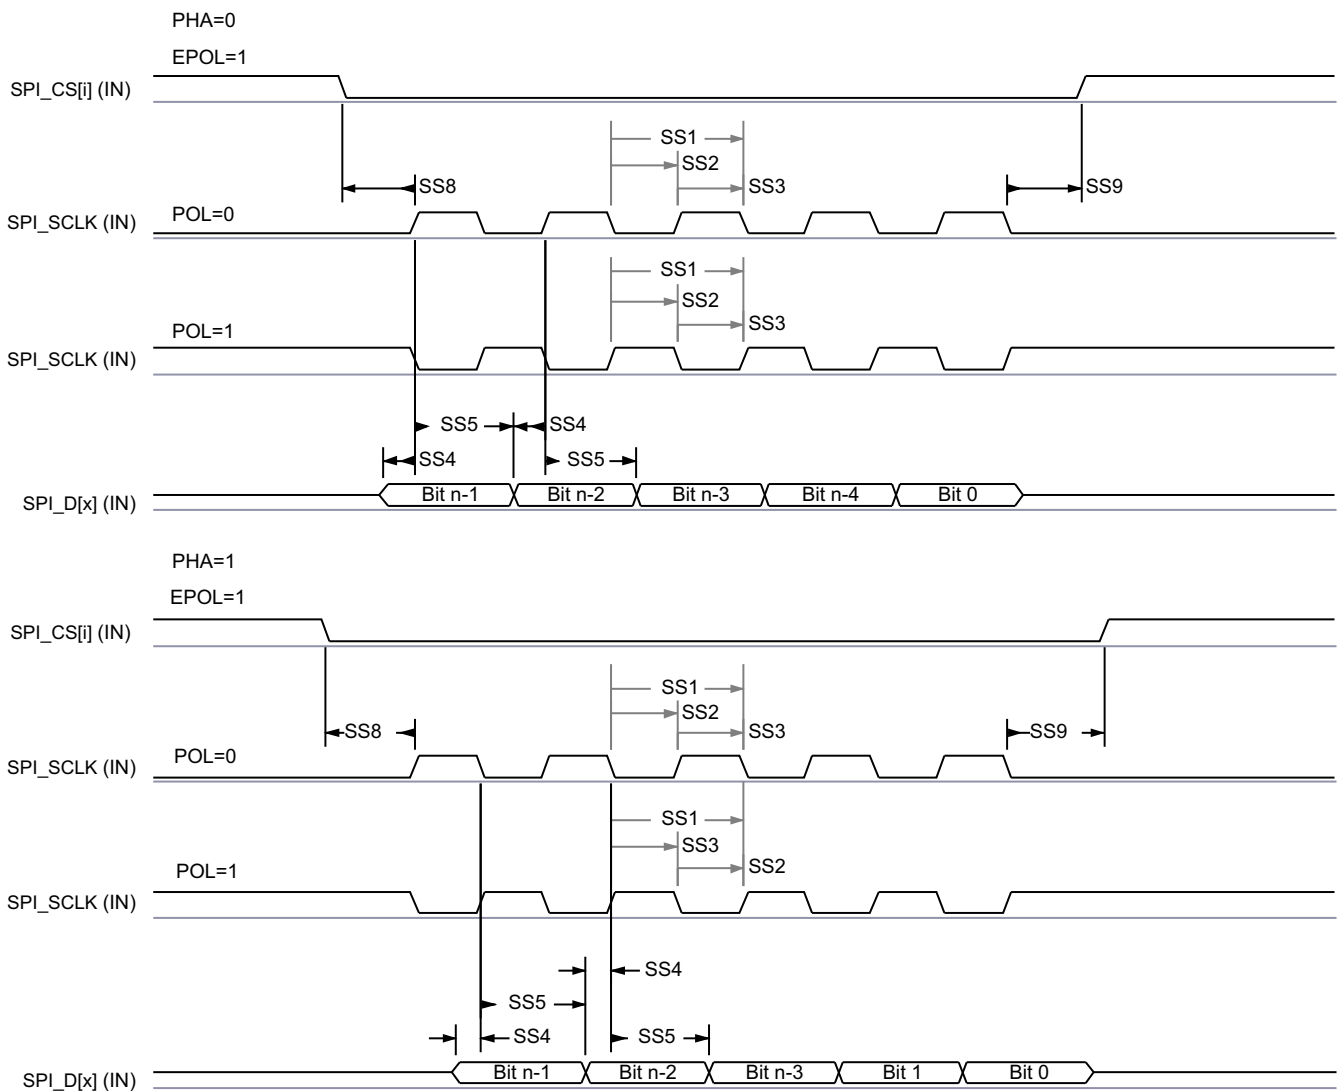 PHA=0
EPOL=1
SPI_CS[i] (IN)
SS1
SS2
SS8
SS3
SS9
POL=0
SPI_SCLK (IN)
SS1
SS2
SS3
POL=1
SPI_SCLK (IN)
SS5
SS4
SS4
SS5
SPI_D[x] (IN)
Bit n-1
Bit n-2
Bit n-3
Bit n-4
Bit 0
PHA=1
EPOL=1
SPI_CS[i] (IN)
SS1
SS2
SS8
SS3
SS9
POL=0
SPI_SCLK (IN)
SS1
SS3
SS2
POL=1
SPI_SCLK (IN)
SS4
SS5
SS4
SS5
SPI_D[x] (IN)
Bit n-1
Bit n-2
Bit n-3
Bit 1
Bit 0